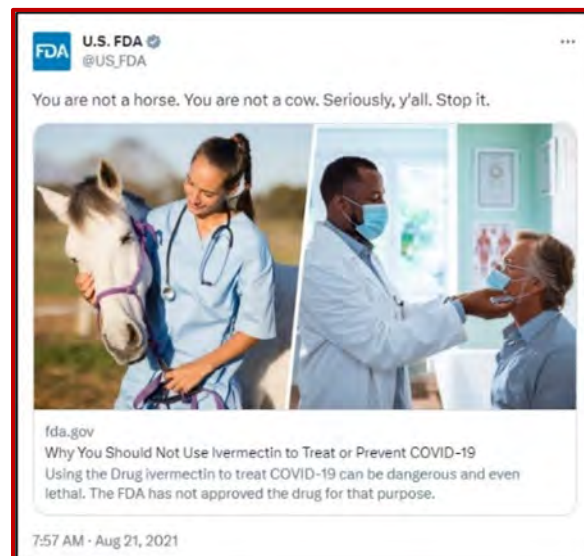 FDA
U.S. FDA
@US_FDA
You are not a horse. You are not a cow. Seriously, y'all. Stop it.
fda.gov
Why You Should Not Use Ivermectin to Treat or Prevent COVID-19
Using the Drug ivermectin to treat COVID-19 can be dangerous and even
lethal. The FDA has not approved the drug for that purpose.
7:57 AM · Aug 21, 2021